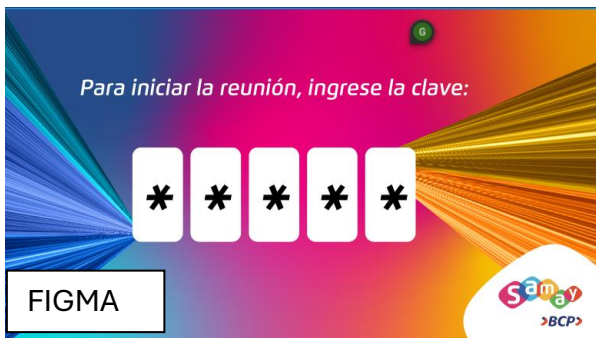 G
Para iniciar la reunión, ingrese la clave:
* * * * *
FIGMA
Samay
>BCP>